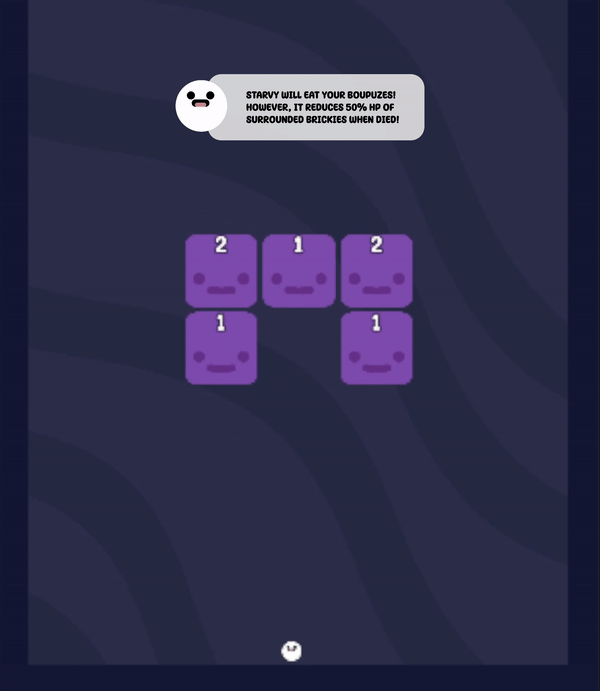 STARVY WILL EAT YOUR BOUPUZES!
HOWEVER, IT REDUCES 50% HP OF
SURROUNDED BRICKIES WHEN DIED!
2 1 2
1 1